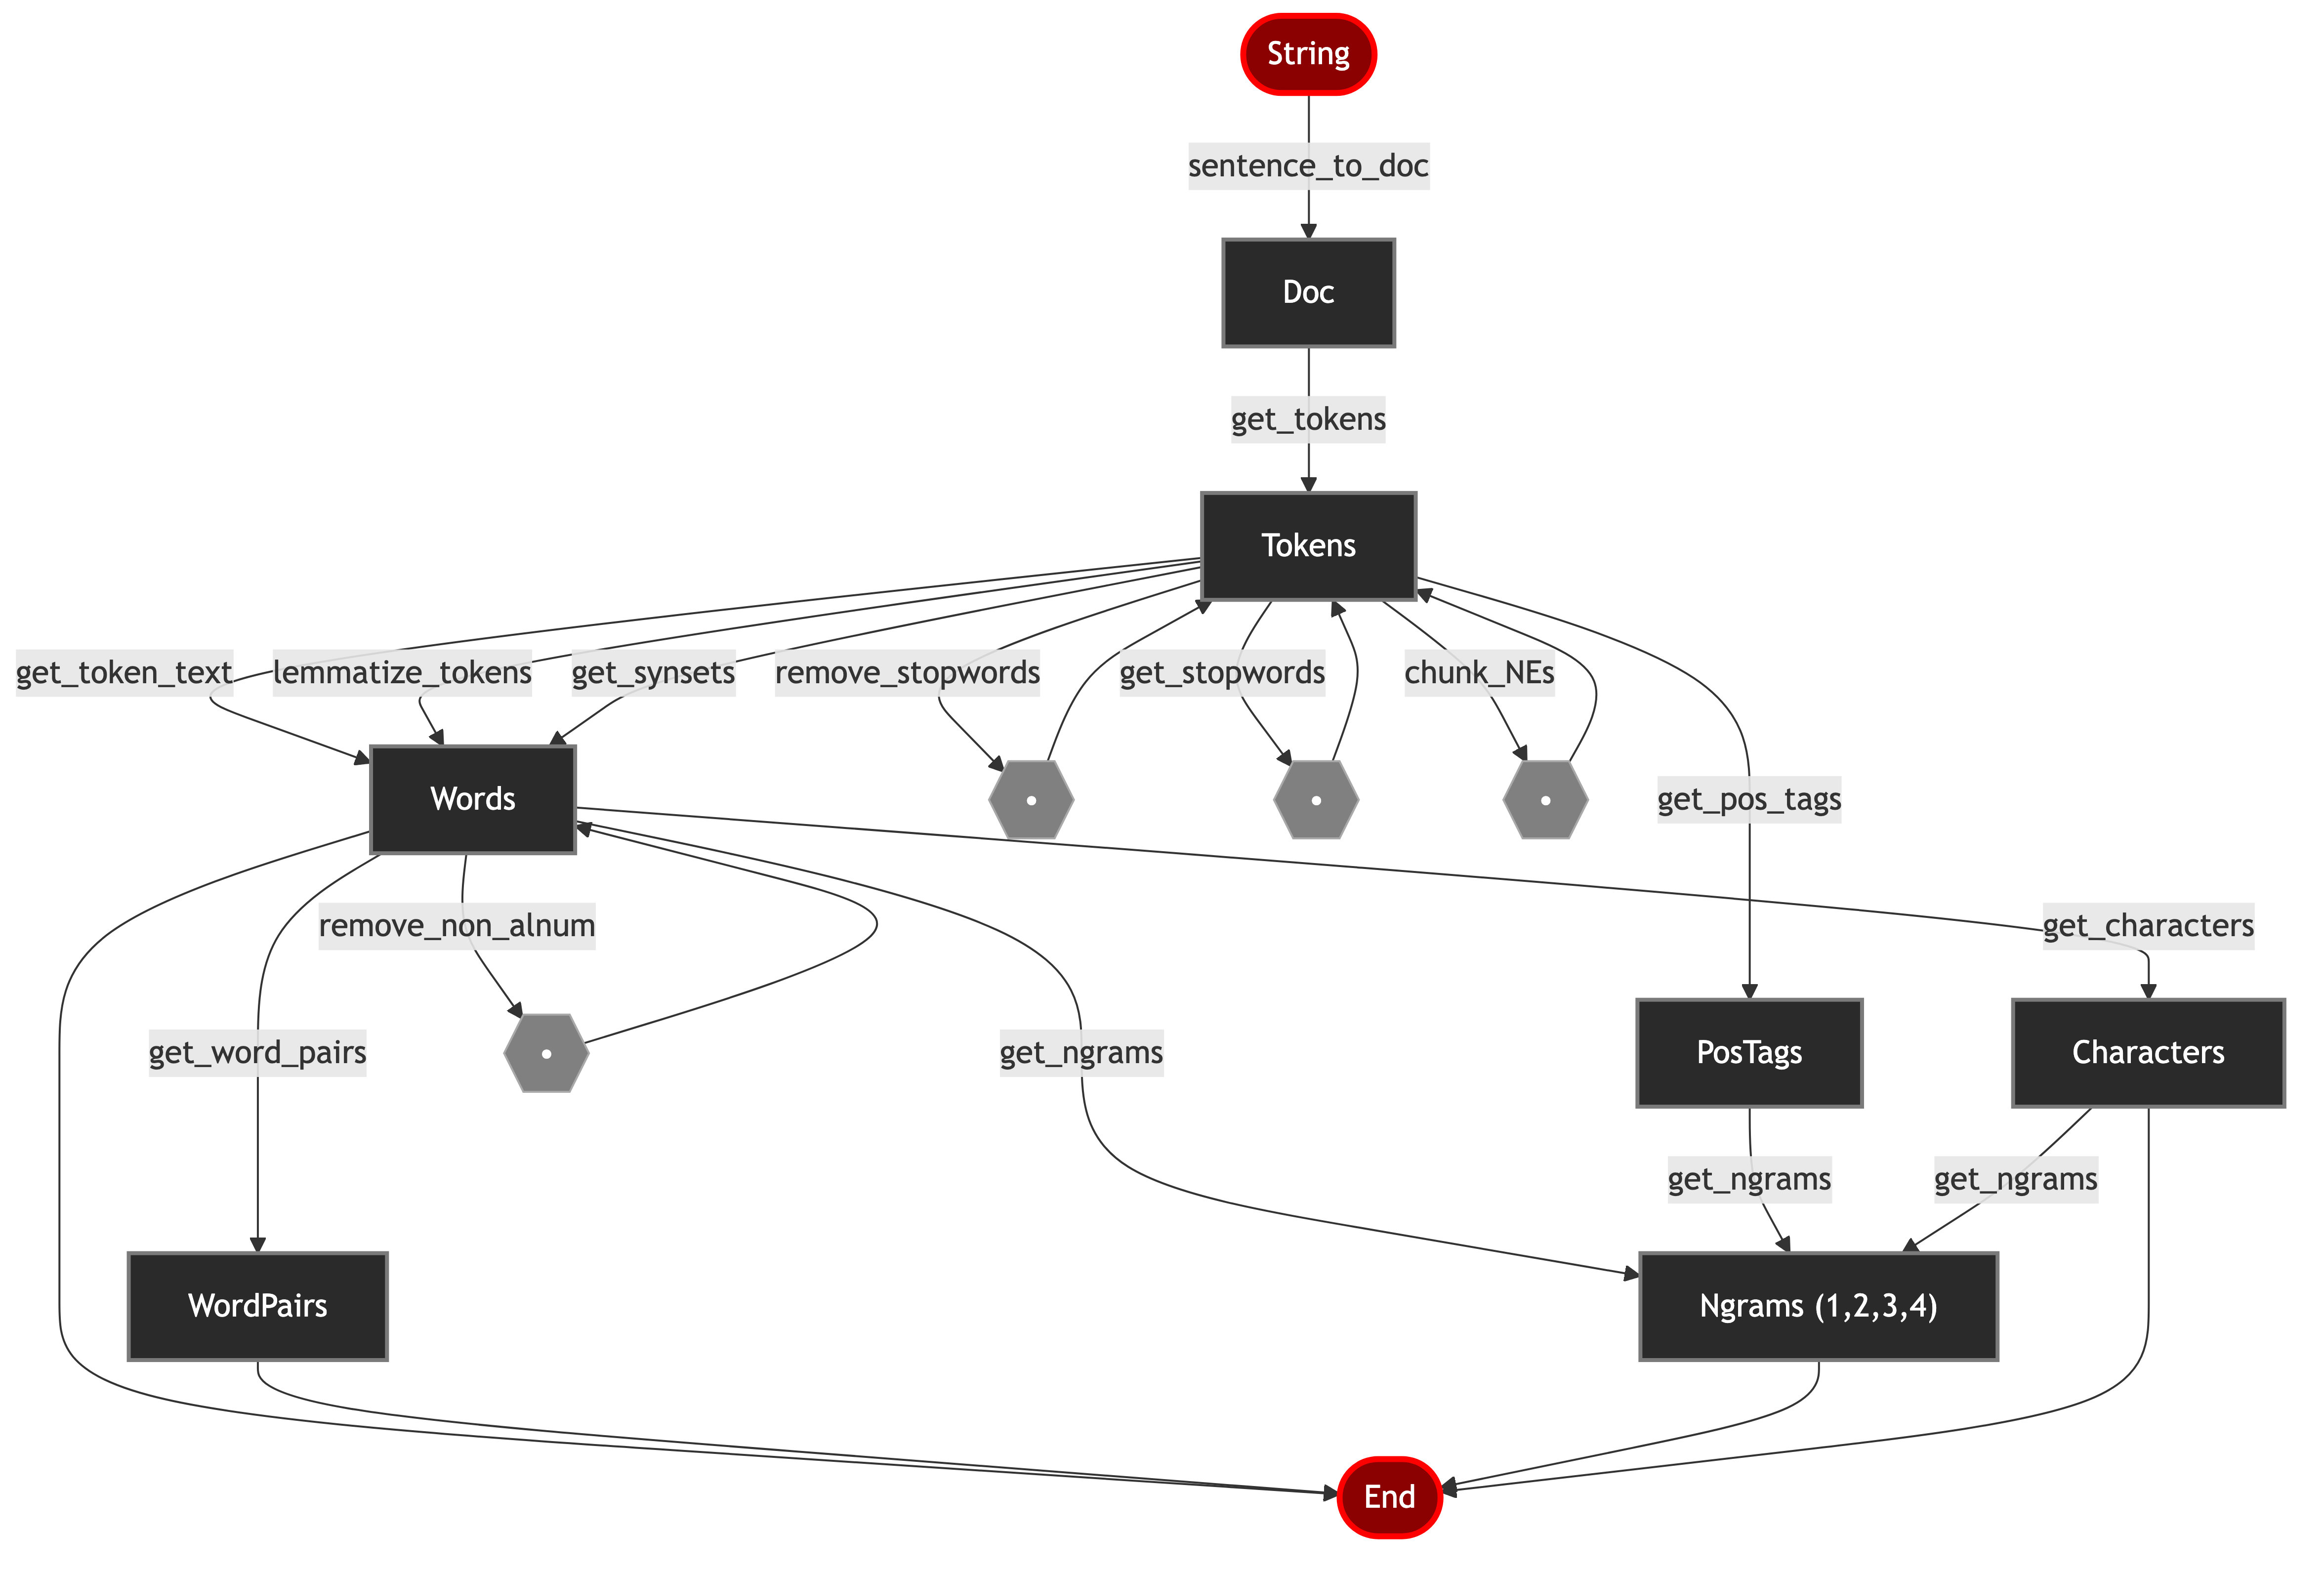 String
sentence_to_doc
Doc
get_tokens
Tokens
get_token_text
lemmatize_tokens
get_synsets
remove_stopwords
get_stopwords
chunk_NEs
Words
get_pos_tags
remove_non_alnum
get_characters
get_word_pairs
get_ngrams
PosTags
Characters
get_ngrams
get_ngrams
WordPairs
Ngrams (1,2,3,4)
End